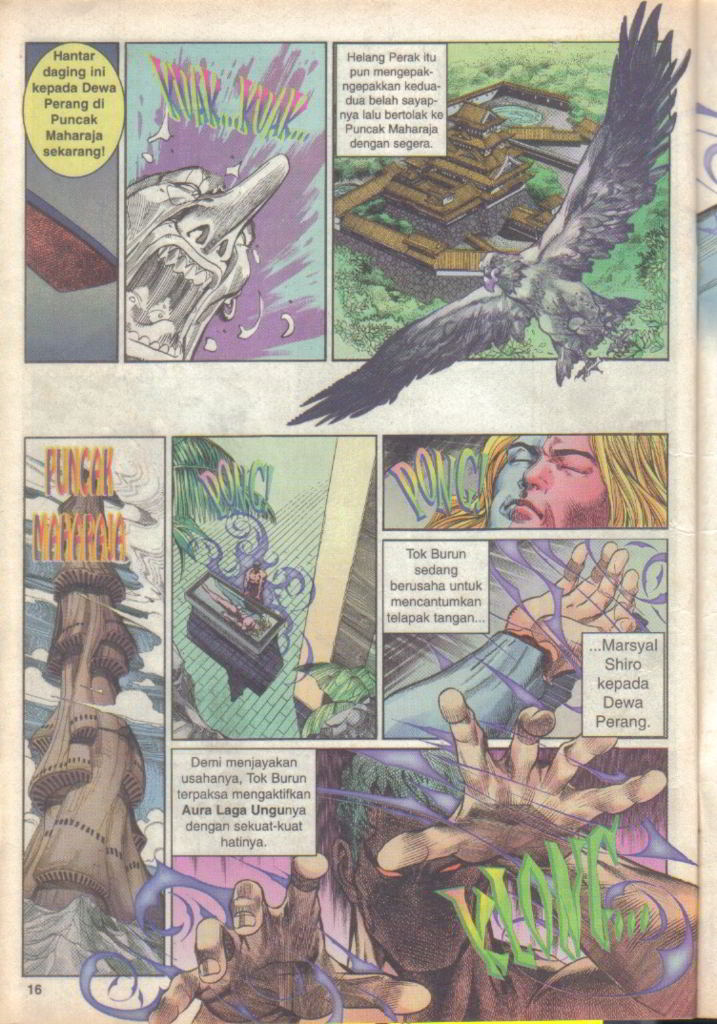 Hantar
daging ini
kepada Dewa
Perang di
Puncak
Maharaja
sekarang!
KUAK...KUAK...
Helang Perak itu
pun mengepak-
ngepakkan kedua-
dua belah sayap-
nya lalu bertolak ke
Puncak Maharaja
dengan segera.
PUNCAK
MAHARAJA
DONG!
DONG!
Tok Burun
sedang
berusaha untuk
mencantumkan
telapak tangan...
...Marsyal
Shiro
kepada
Dewa
Perang.
Demi menjayakan
usahanya, Tok Burun
terpaksa mengaktifkan
Aura Laga Ungunya
dengan sekuat-kuat
hatinya.
KLONG...
16